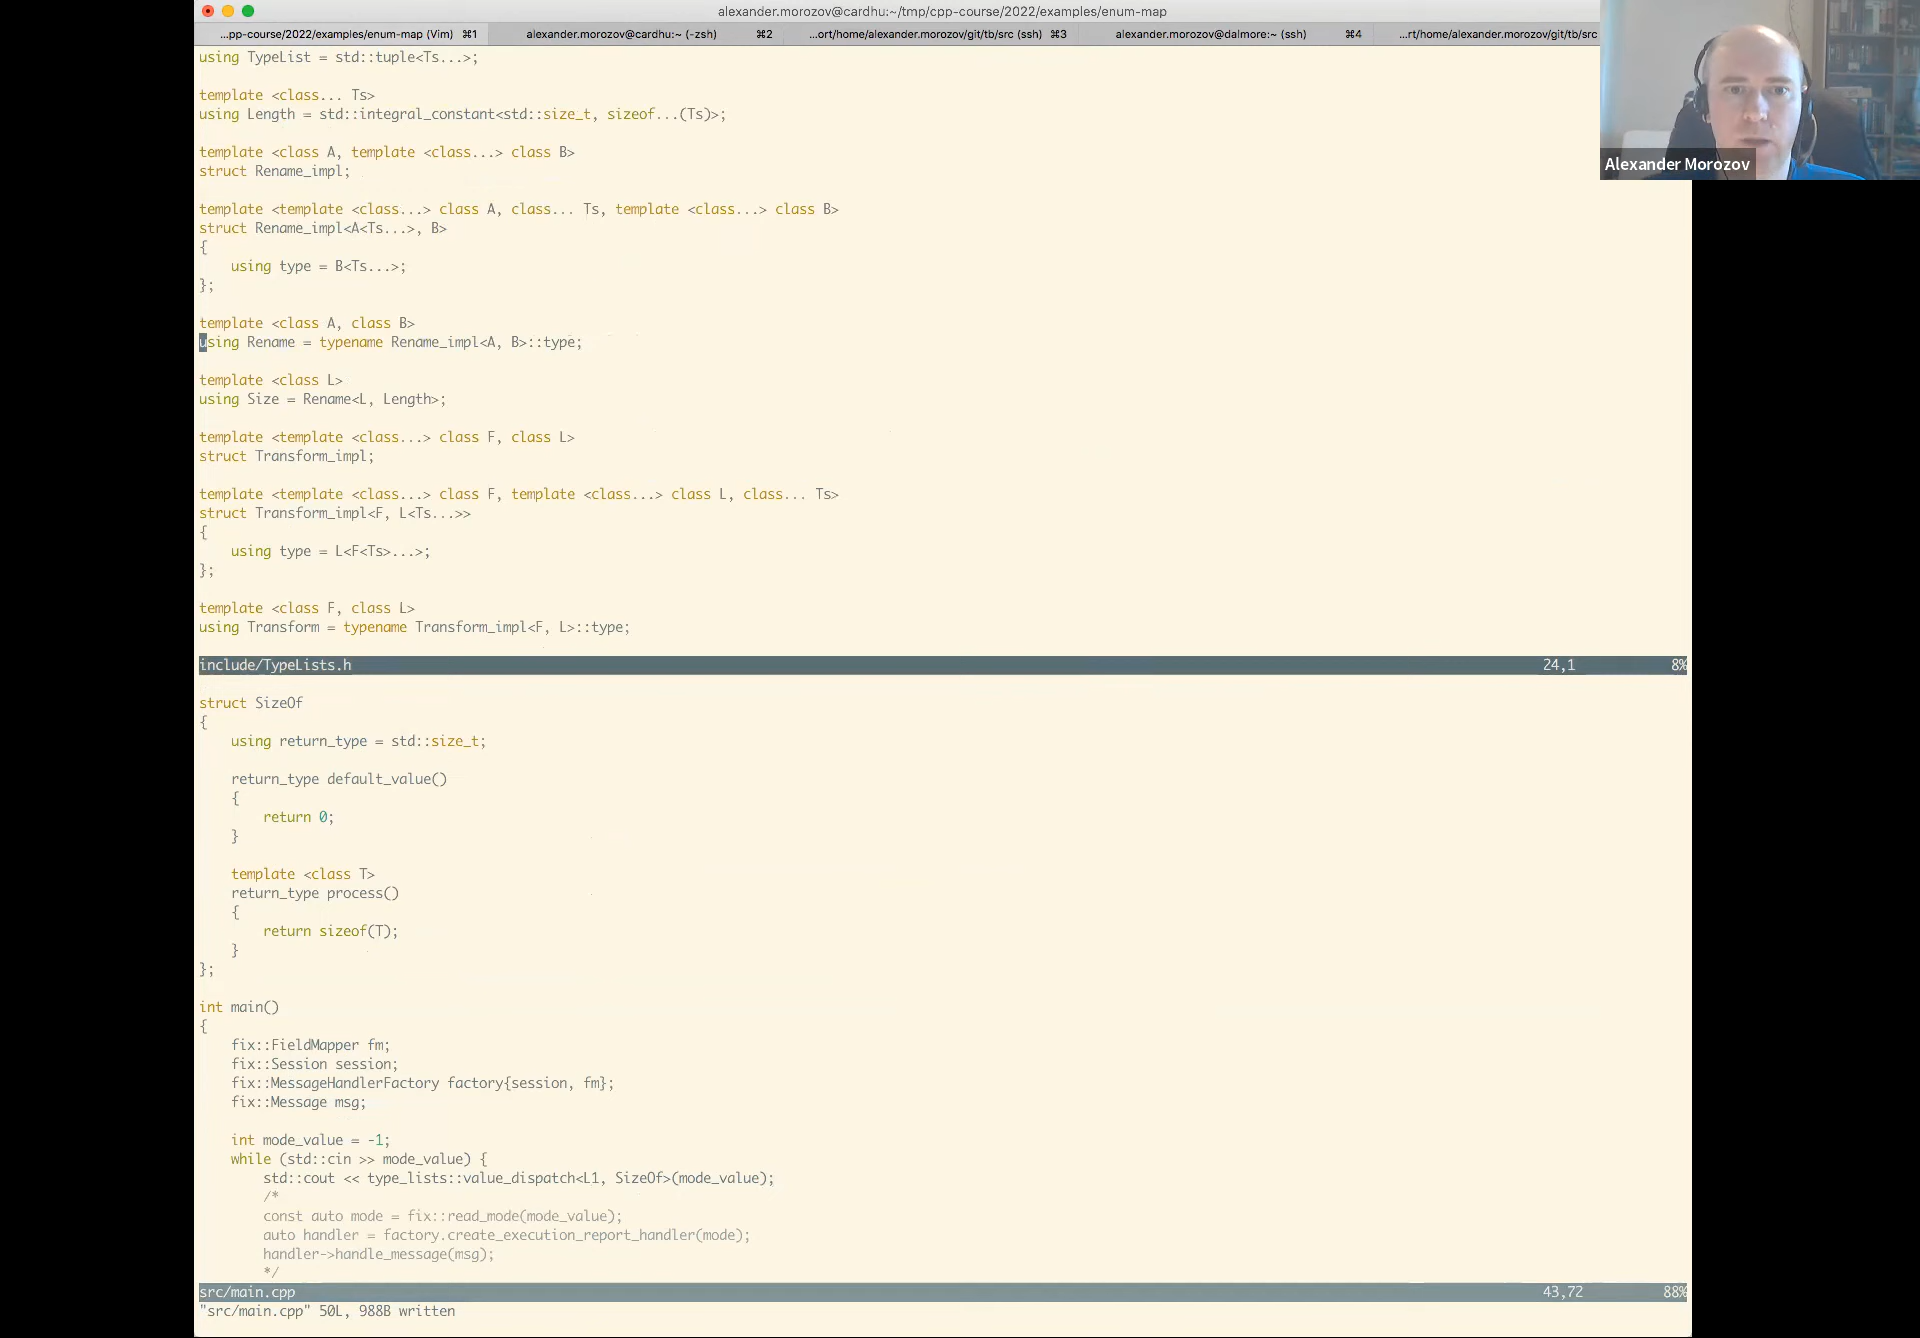 alexander.morozov@cardhu:~/tmp/cpp-course/2022/examples/enum-map
...pp-course/2022/examples/enum-map (Vim) ⌘1 alexander.morozov@cardhu:~ (-zsh) ⌘2 ...ort/home/alexander.morozov/git/tb/src (ssh) ⌘3 alexander.morozov@dalmore:~ (ssh) ⌘4 ...rt/home/alexander.morozov/git/tb/src
Alexander Morozov
using TypeList = std::tuple<Ts...>;
template <class... Ts>
using Length = std::integral_constant<std::size_t, sizeof...(Ts)>;
template <class A, template <class...> class B>
struct Rename_impl;
template <template <class...> class A, class... Ts, template <class...> class B>
struct Rename_impl<A<Ts...>, B>
{
    using type = B<Ts...>;
};
template <class A, class B>
using Rename = typename Rename_impl<A, B>::type;
template <class L>
using Size = Rename<L, Length>;
template <template <class...> class F, class L>
struct Transform_impl;
template <template <class...> class F, template <class...> class L, class... Ts>
struct Transform_impl<F, L<Ts...>>
{
    using type = L<F<Ts>...>;
};
template <class F, class L>
using Transform = typename Transform_impl<F, L>::type;
include/TypeLists.h 24,1 8%
struct SizeOf
{
    using return_type = std::size_t;
    return_type default_value()
    {
        return 0;
    }
    template <class T>
    return_type process()
    {
        return sizeof(T);
    }
};
int main()
{
    fix::FieldMapper fm;
    fix::Session session;
    fix::MessageHandlerFactory factory{session, fm};
    fix::Message msg;
    int mode_value = -1;
    while (std::cin >> mode_value) {
        std::cout << type_lists::value_dispatch<L1, SizeOf>(mode_value);
        /*
        const auto mode = fix::read_mode(mode_value);
        auto handler = factory.create_execution_report_handler(mode);
        handler->handle_message(msg);
        */
src/main.cpp 43,72 88%
"src/main.cpp" 50L, 988B written